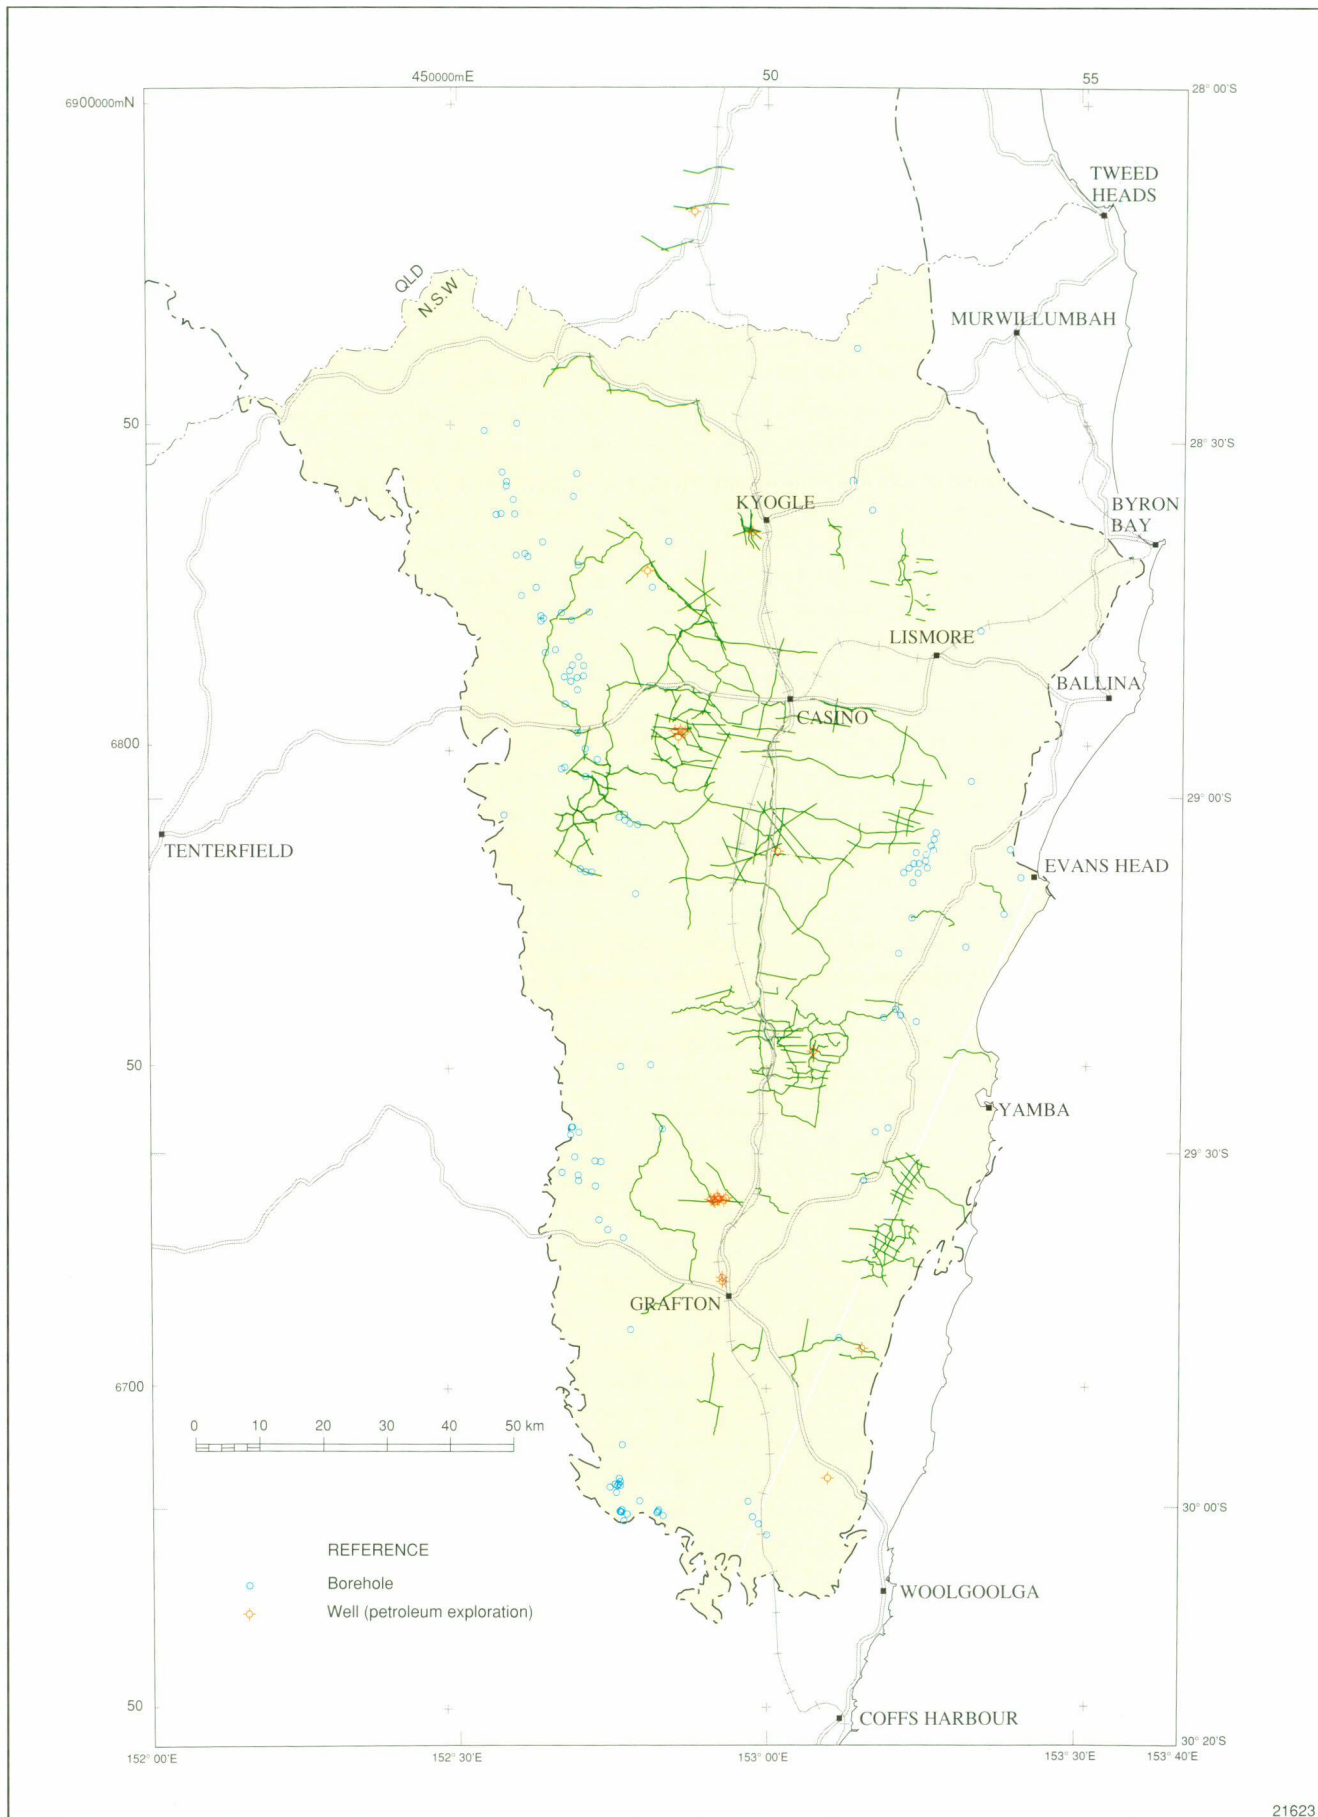 450000mE
50
55
6900000mN
28° 00'S
TWEED
HEADS
QLD
N.S.W
MURWILLUMBAH
50
28° 30'S
KYOGLE
BYRON
BAY
LISMORE
BALLINA
CASINO
6800
29° 00'S
TENTERFIELD
EVANS HEAD
50
YAMBA
29° 30'S
GRAFTON
6700
0 10 20 30 40 50 km
30° 00'S
REFERENCE
Borehole
Well (petroleum exploration)
WOOLGOOLGA
50
COFFS HARBOUR
30° 20'S
152° 00'E
152° 30'E
153° 00'E
153° 30'E
153° 40'E
21623